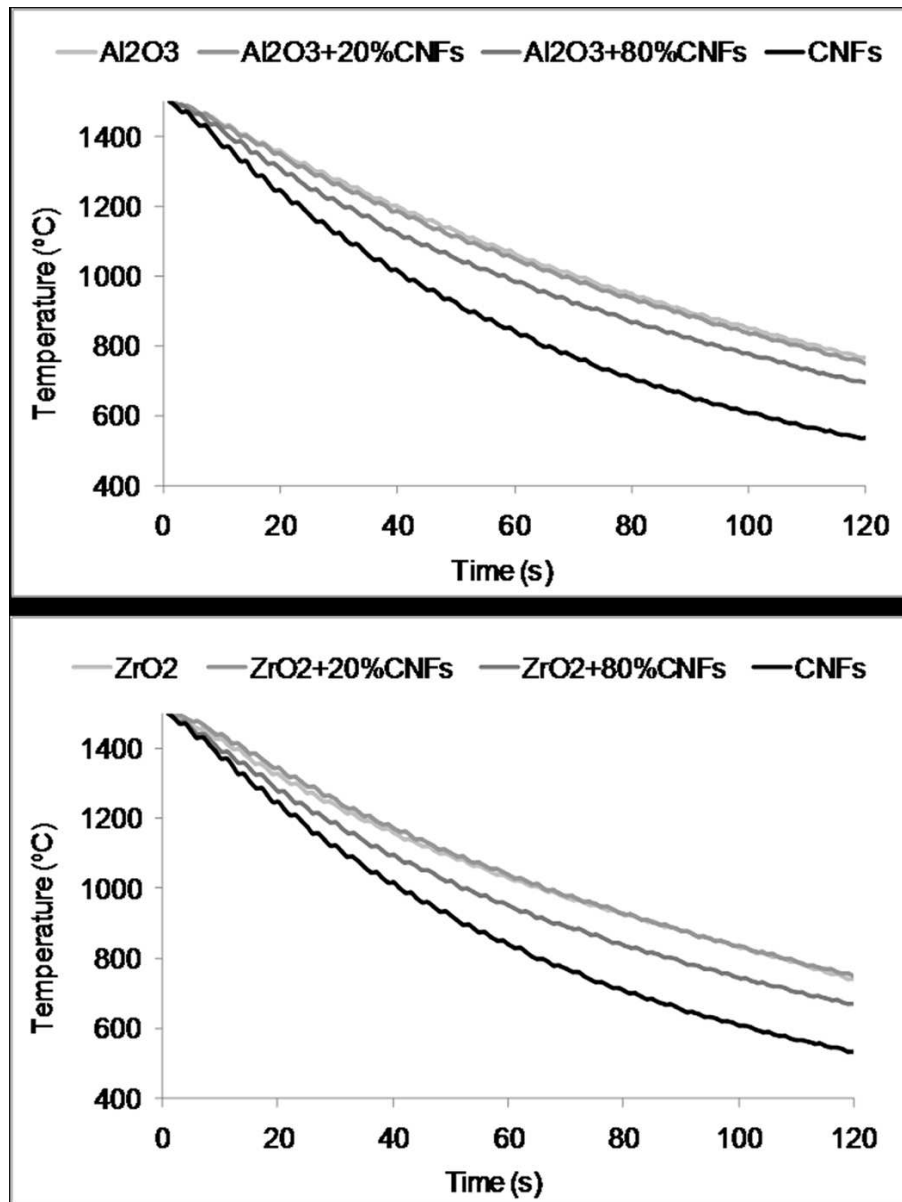 Al2O3 Al2O3+20%CNFs Al2O3+80%CNFs CNFs
1400
1200
1000
800
600
400
Temperature (ºC)
0 20 40 60 80 100 120
Time (s)
ZrO2 ZrO2+20%CNFs ZrO2+80%CNFs CNFs
1400
1200
1000
800
600
400
Temperature (ºC)
0 20 40 60 80 100 120
Time (s)